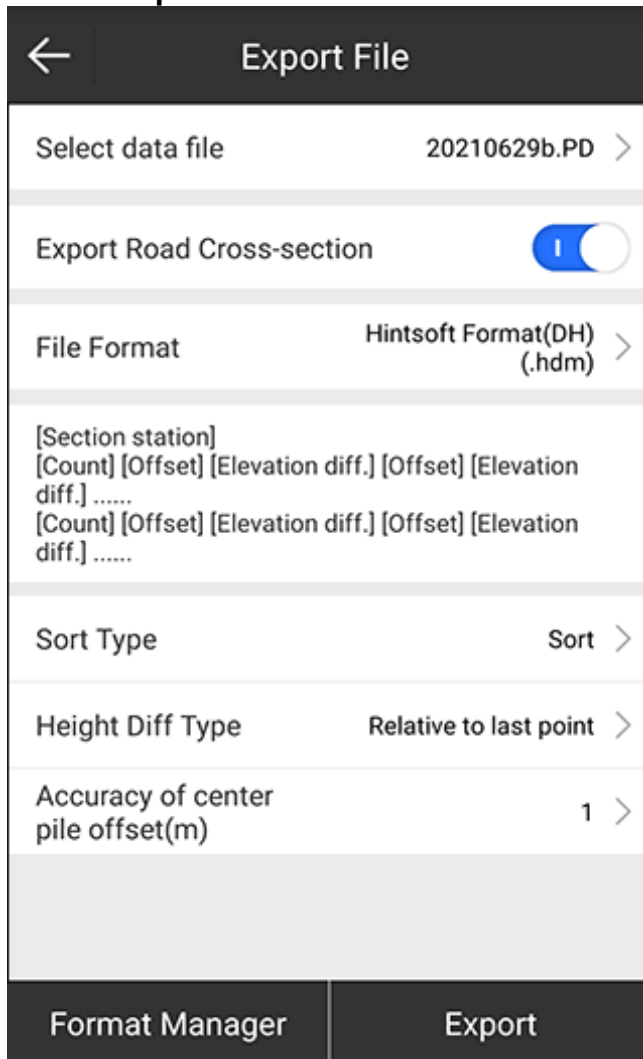 Export File
Select data file 20210629b.PD
Export Road Cross-section
File Format Hintsoft Format(DH)
(.hdm)
[Section station]
[Count] [Offset] [Elevation diff.] [Offset] [Elevation
diff.] ......
[Count] [Offset] [Elevation diff.] [Offset] [Elevation
diff.] ......
Sort Type Sort
Height Diff Type Relative to last point
Accuracy of center
pile offset(m) 1
Format Manager Export